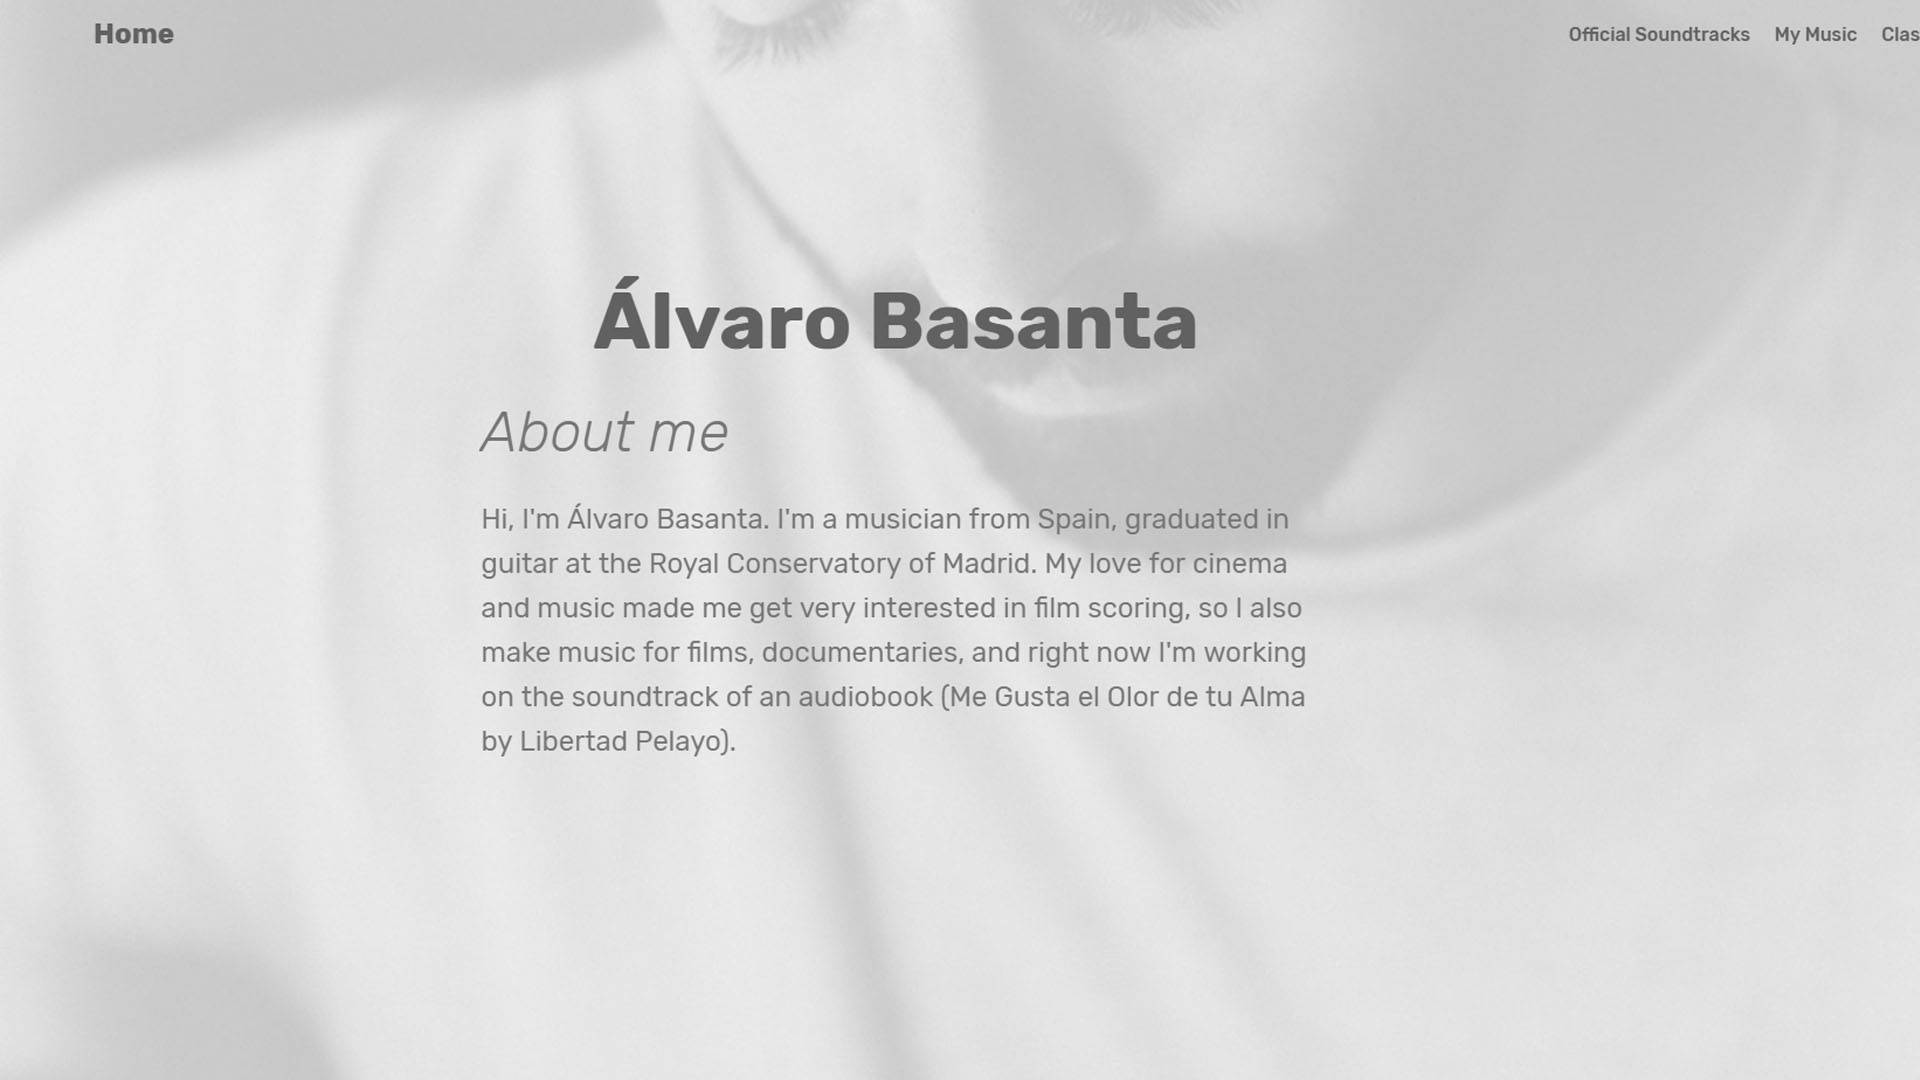 Home
Official Soundtracks
My Music
Clas
Álvaro Basanta
About me
Hi, I'm Álvaro Basanta. I'm a musician from Spain, graduated in
guitar at the Royal Conservatory of Madrid. My love for cinema
and music made me get very interested in film scoring, so I also
make music for films, documentaries, and right now I'm working
on the soundtrack of an audiobook (Me Gusta el Olor de tu Alma
by Libertad Pelayo).